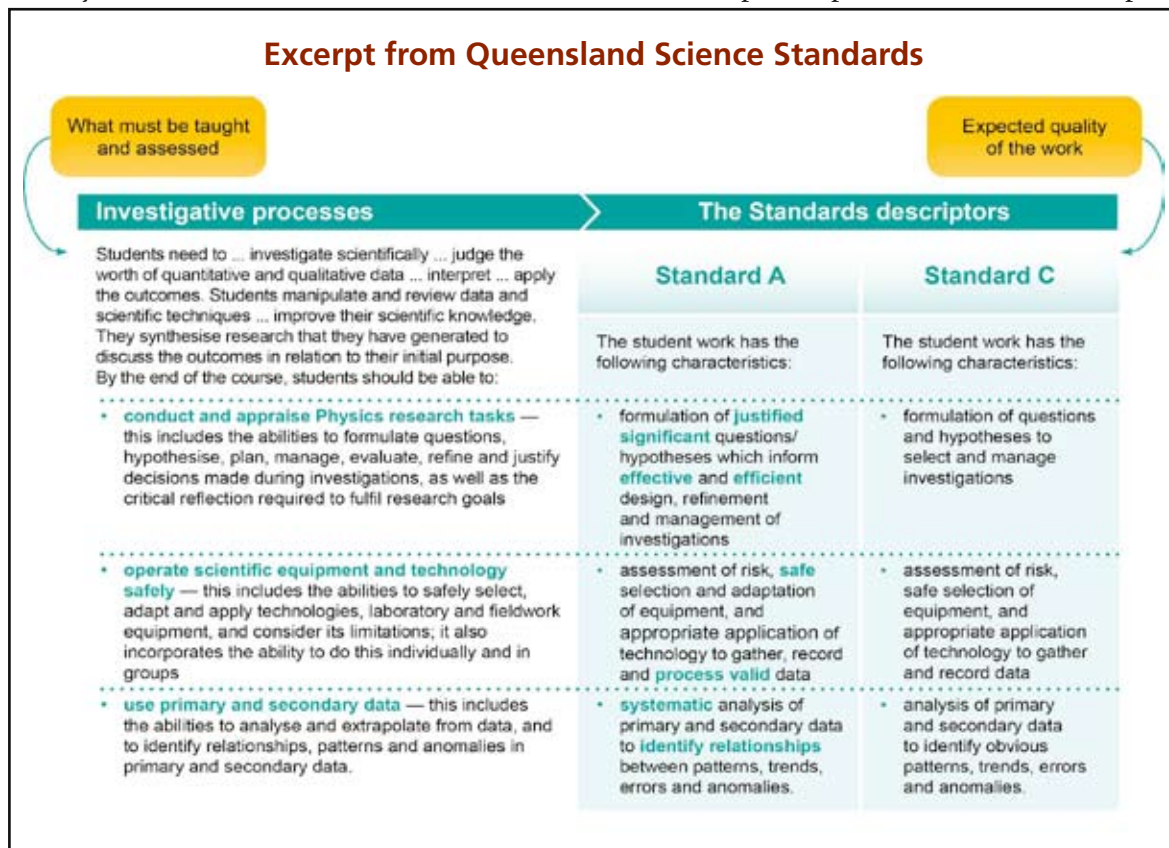 Excerpt from Queensland Science Standards
What must be taught
and assessed
Expected quality
of the work
Investigative processes
The Standards descriptors
Students need to ... investigate scientifically ... judge the
worth of quantitative and qualitative data ... interpret ... apply
the outcomes. Students manipulate and review data and
scientific techniques ... improve their scientific knowledge.
They synthesise research that they have generated to
discuss the outcomes in relation to their initial purpose.
By the end of the course, students should be able to:
Standard A
The student work has the
following characteristics:
Standard C
The student work has the
following characteristics:
• conduct and appraise Physics research tasks —
this includes the abilities to formulate questions,
hypothesise, plan, manage, evaluate, refine and justify
decisions made during investigations, as well as the
critical reflection required to fulfil research goals
• formulation of justified
significant questions/
hypotheses which inform
effective and efficient
design, refinement
and management of
investigations
• formulation of questions
and hypotheses to
select and manage
investigations
• operate scientific equipment and technology
safely — this includes the abilities to safely select,
adapt and apply technologies, laboratory and fieldwork
equipment, and consider its limitations; it also
incorporates the ability to do this individually and in
groups
• assessment of risk, safe
selection and adaptation
of equipment, and
appropriate application of
technology to gather, record
and process valid data
• assessment of risk,
safe selection of
equipment, and
appropriate application
of technology to gather
and record data
• use primary and secondary data — this includes
the abilities to analyse and extrapolate from data, and
to identify relationships, patterns and anomalies in
primary and secondary data.
• systematic analysis of
primary and secondary data
to identify relationships
between patterns, trends,
errors and anomalies.
• analysis of primary
and secondary data
to identify obvious
patterns, trends, errors
and anomalies.